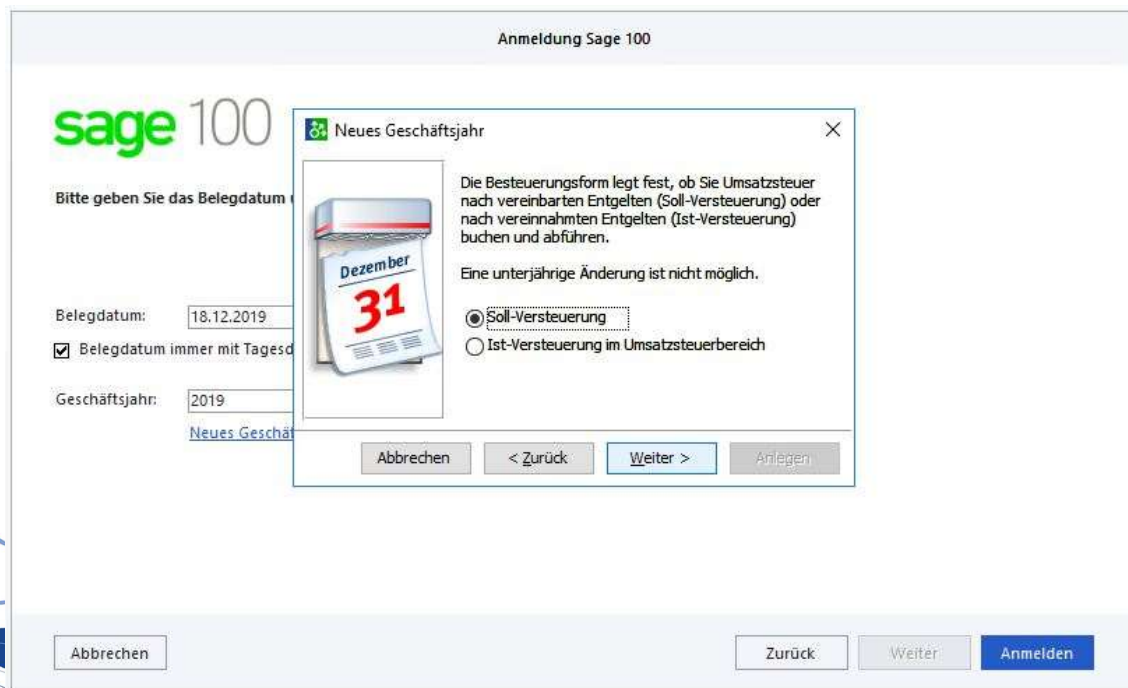 Anmeldung Sage 100
sage 100
Bitte geben Sie das Belegdatum
Belegdatum:
18.12.2019
Belegdatum immer mit
Geschäftsjahr:
2019
Neues
Neues Geschäftsjahr
Dezember
31
Die Besteuerungsform legt fest, ob Sie Umsatzsteuer
nach vereinbarten Entgelten (Soll-Versteuerung) oder
nach vereinnahmten Entgelten (Ist-Versteuerung)
buchen und abführen.
Eine unterjährige Änderung ist nicht möglich.
Soll-Versteuerung
Ist-Versteuerung im Umsatzsteuerbereich
Abbrechen
< Zurück
Weiter >
Anlegen
Abbrechen
Zurück
Weiter
Anmelden